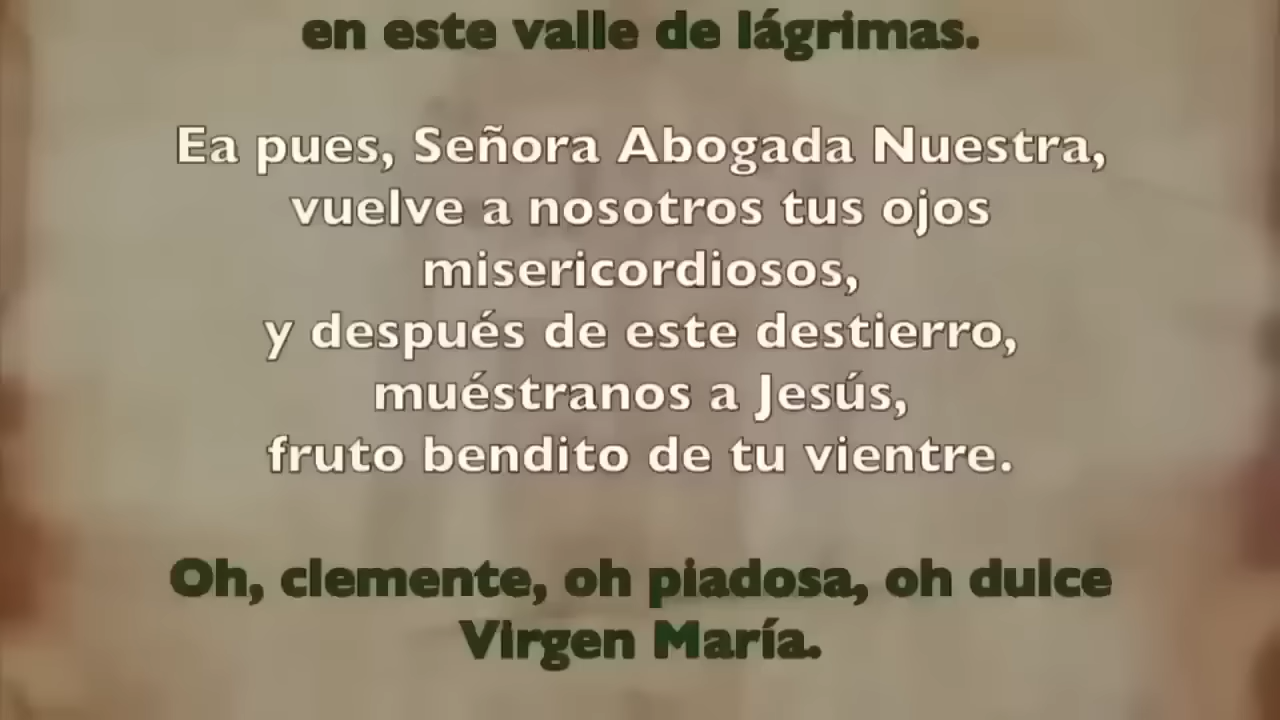 en este valle de lágrimas.
Ea pues, Señora Abogada Nuestra,
vuelve a nosotros tus ojos
misericordiosos,
y después de este destierro,
muéstranos a Jesús,
fruto bendito de tu vientre.
Oh, clemente, oh piadosa, oh dulce
Virgen María.